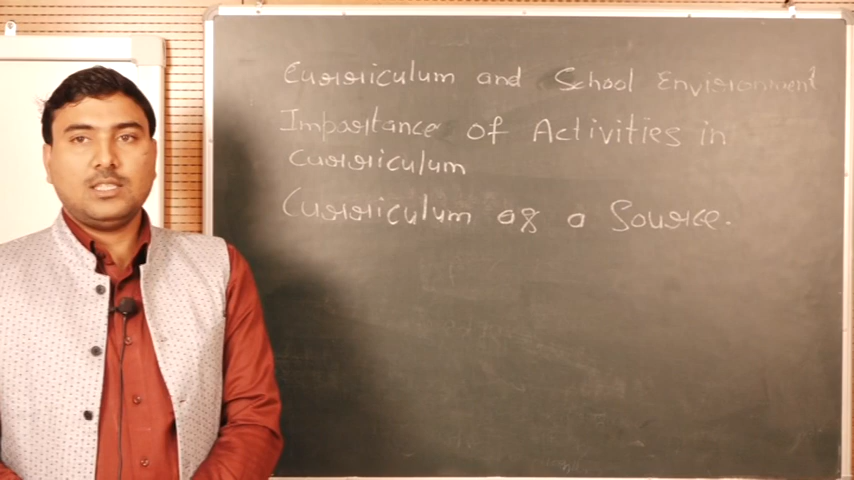 Curriculum and School Environment
Importance of Activities in
curriculum
Curriculum as a Source.